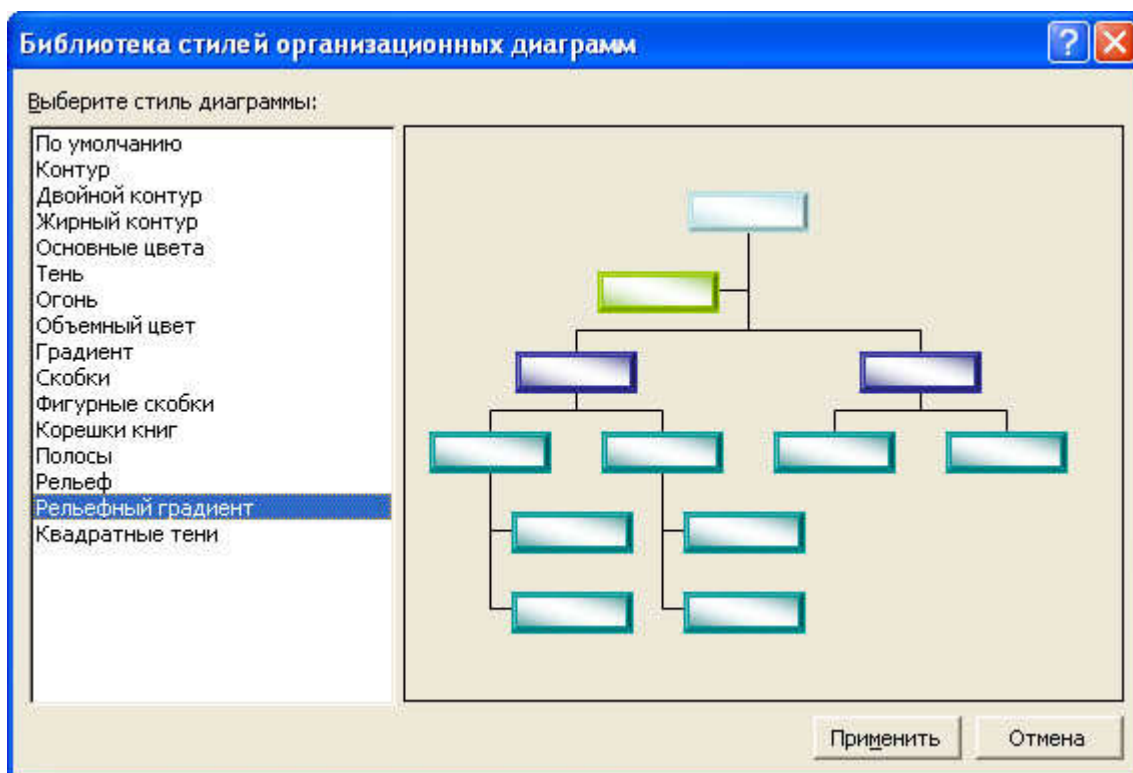 Библиотека стилей организационных диаграмм
Выберите стиль диаграммы:
По умолчанию
Контур
Двойной контур
Жирный контур
Основные цвета
Тень
Огонь
Объемный цвет
Градиент
Скобки
Фигурные скобки
Корешки книг
Полосы
Рельеф
Рельефный градиент
Квадратные тени
Применить
Отмена